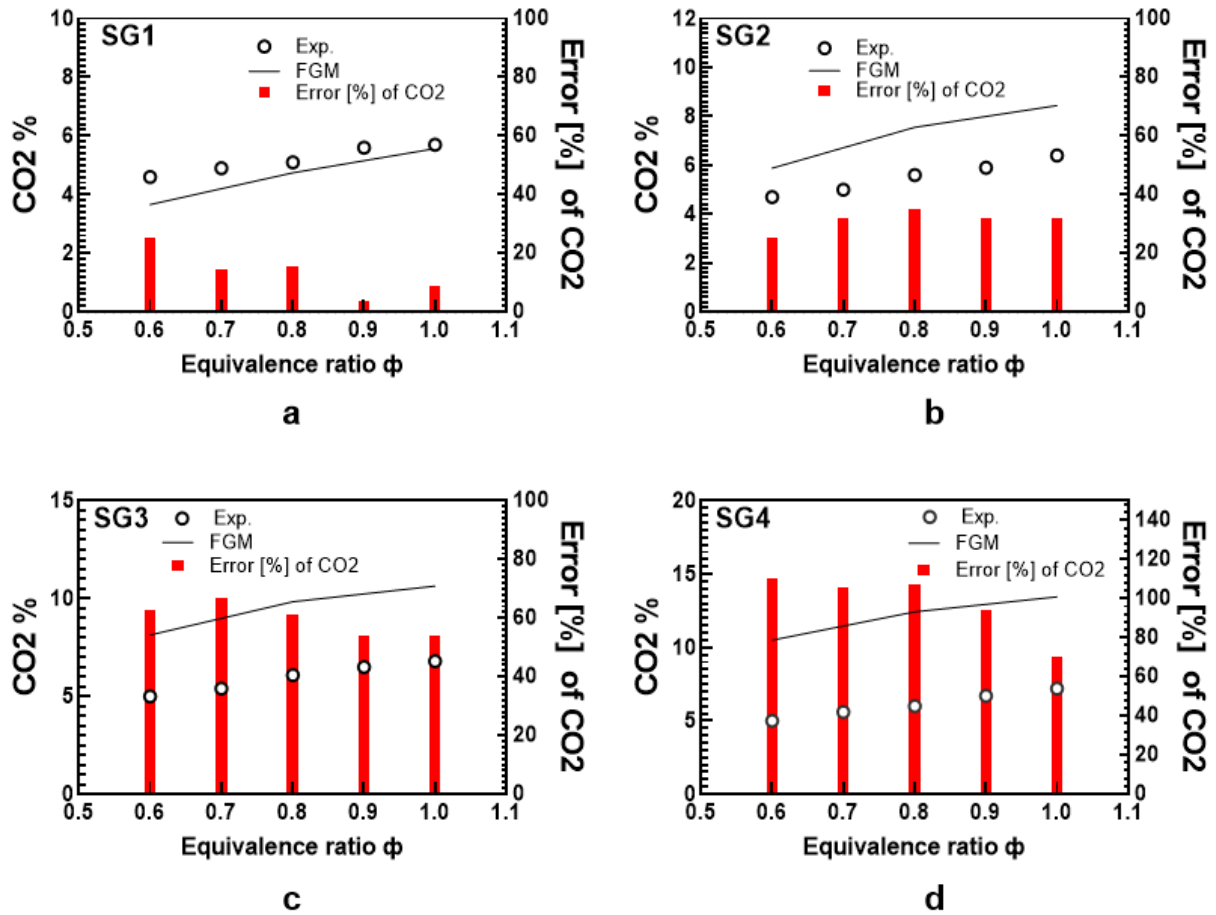 SG1
Exp.
FGM
Error [%] of CO2
CO2 %
Error [%] of CO2
10
8
6
4
2
0
100
80
60
40
20
0
0.5 0.6 0.7 0.8 0.9 1.0 1.1
Equivalence ratio ф
a
SG2
Exp.
FGM
Error [%] of CO2
CO2 %
Error [%] of CO2
12
10
8
6
4
2
0
100
80
60
40
20
0
0.5 0.6 0.7 0.8 0.9 1.0 1.1
Equivalence ratio ф
b
SG3
Exp.
FGM
Error [%] of CO2
CO2 %
Error [%] of CO2
15
10
5
0
100
80
60
40
20
0
0.5 0.6 0.7 0.8 0.9 1.0 1.1
Equivalence ratio ф
c
SG4
Exp.
FGM
Error [%] of CO2
CO2 %
Error [%] of CO2
20
15
10
5
0
140
120
100
80
60
40
20
0
0.5 0.6 0.7 0.8 0.9 1.0 1.1
Equivalence ratio ф
d